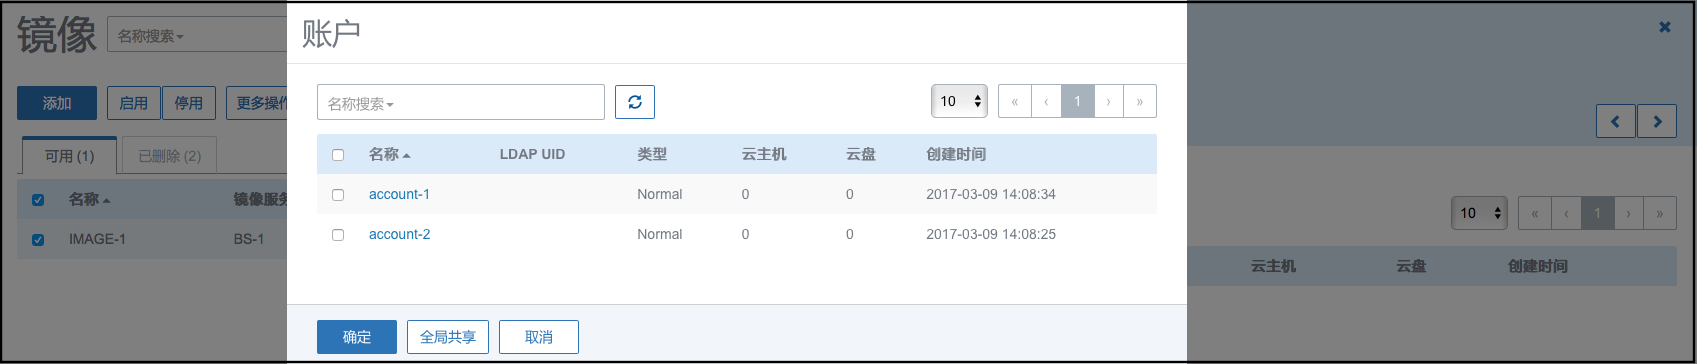 镜像
名称搜索
添加 启用 停用 更多操作
可用 (1) 已删除 (2)
名称 镜像服务
IMAGE-1 BS-1
账户
名称搜索
10 « ‹ 1 › »
名称 LDAP UID 类型 云主机 云盘 创建时间
account-1 Normal 0 0 2017-03-09 14:08:34
account-2 Normal 0 0 2017-03-09 14:08:25
确定 全局共享 取消
10 « ‹ 1 › »
云主机 云盘 创建时间